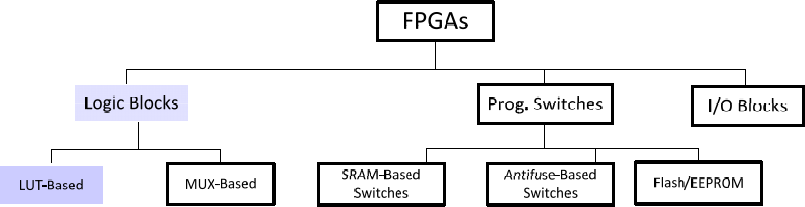 FPGAs
Logic Blocks
Prog. Switches
I/O Blocks
LUT-Based
MUX-Based
SRAM-Based
Switches
Antifuse-Based
Switches
Flash/EEPROM